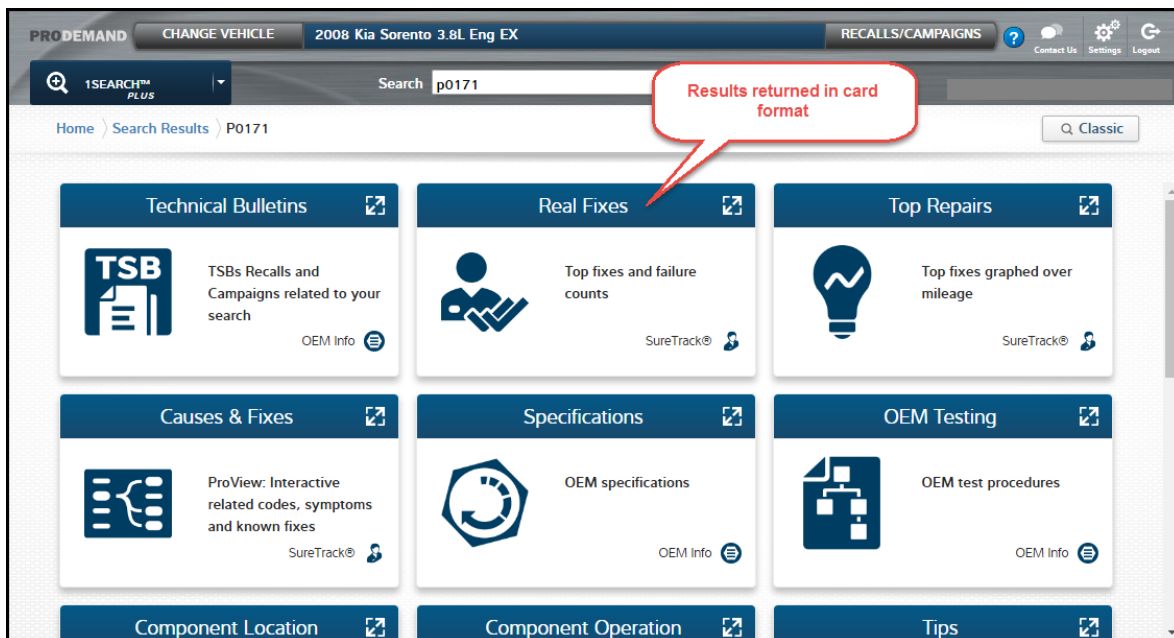 PRODEMAND
CHANGE VEHICLE
2008 Kia Sorento 3.8L Eng EX
RECALLS/CAMPAIGNS
?
Contact Us
Settings
Logout
1SEARCH™
PLUS
Search
p0171
Results returned in card
format
Home
Search Results
P0171
Classic
Technical Bulletins
Real Fixes
Top Repairs
TSB
TSBs Recalls and
Campaigns related to your
search
OEM Info
Top fixes and failure
counts
SureTrack®
Top fixes graphed over
mileage
SureTrack®
Causes & Fixes
Specifications
OEM Testing
ProView: Interactive
related codes, symptoms
and known fixes
SureTrack®
OEM specifications
OEM Info
OEM test procedures
OEM Info
Component Location
Component Operation
Tips